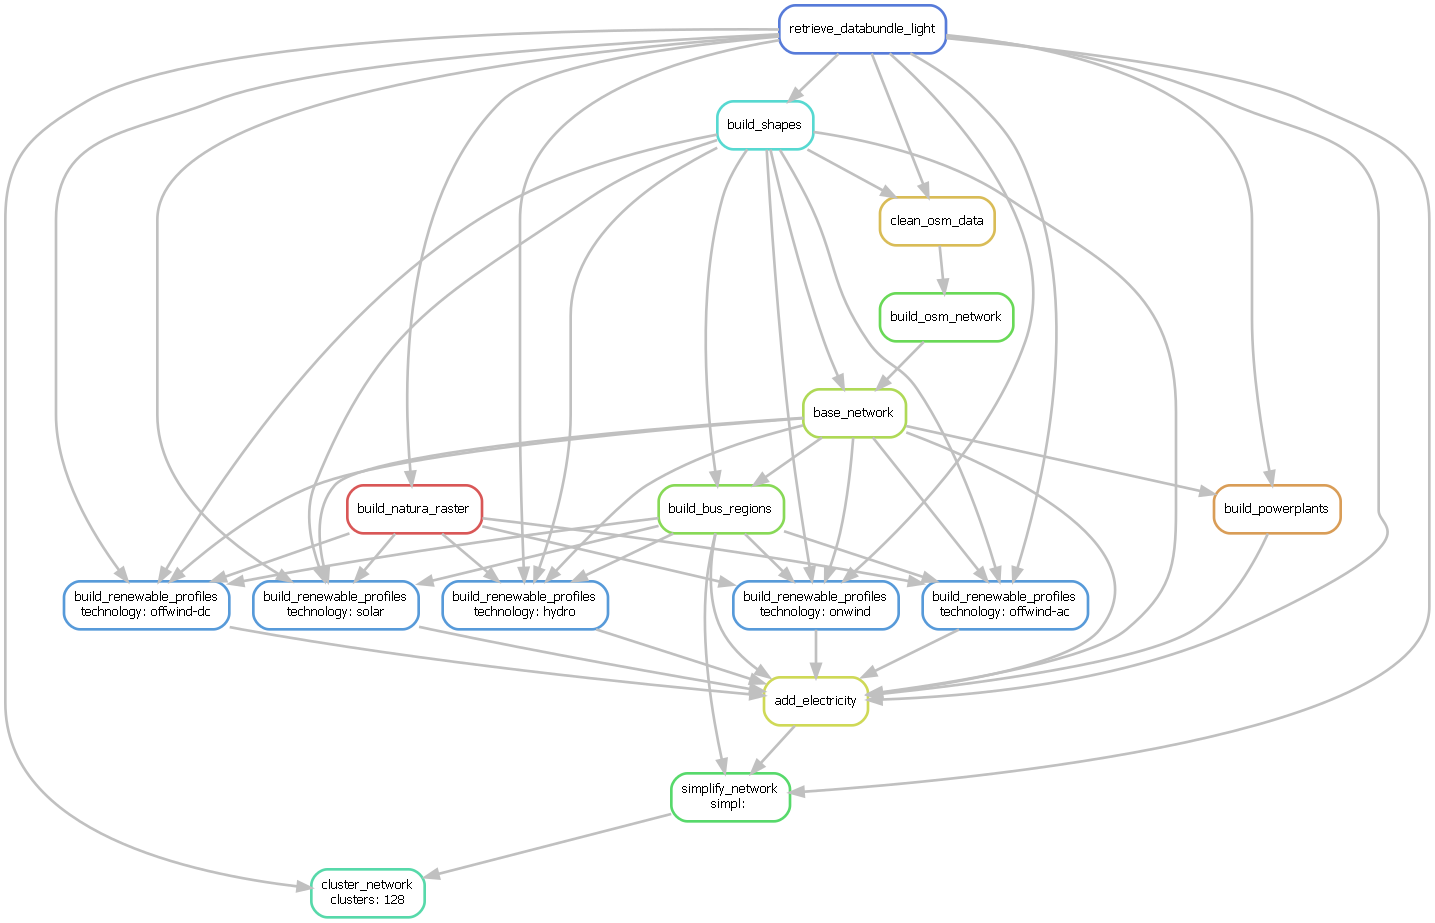 retrieve_databundle_light
build_shapes
clean_osm_data
build_osm_network
base_network
build_natura_raster
build_bus_regions
build_powerplants
build_renewable_profiles
technology: offwind-dc
build_renewable_profiles
technology: solar
build_renewable_profiles
technology: hydro
build_renewable_profiles
technology: onwind
build_renewable_profiles
technology: offwind-ac
add_electricity
simplify_network
simpl:
cluster_network
clusters: 128